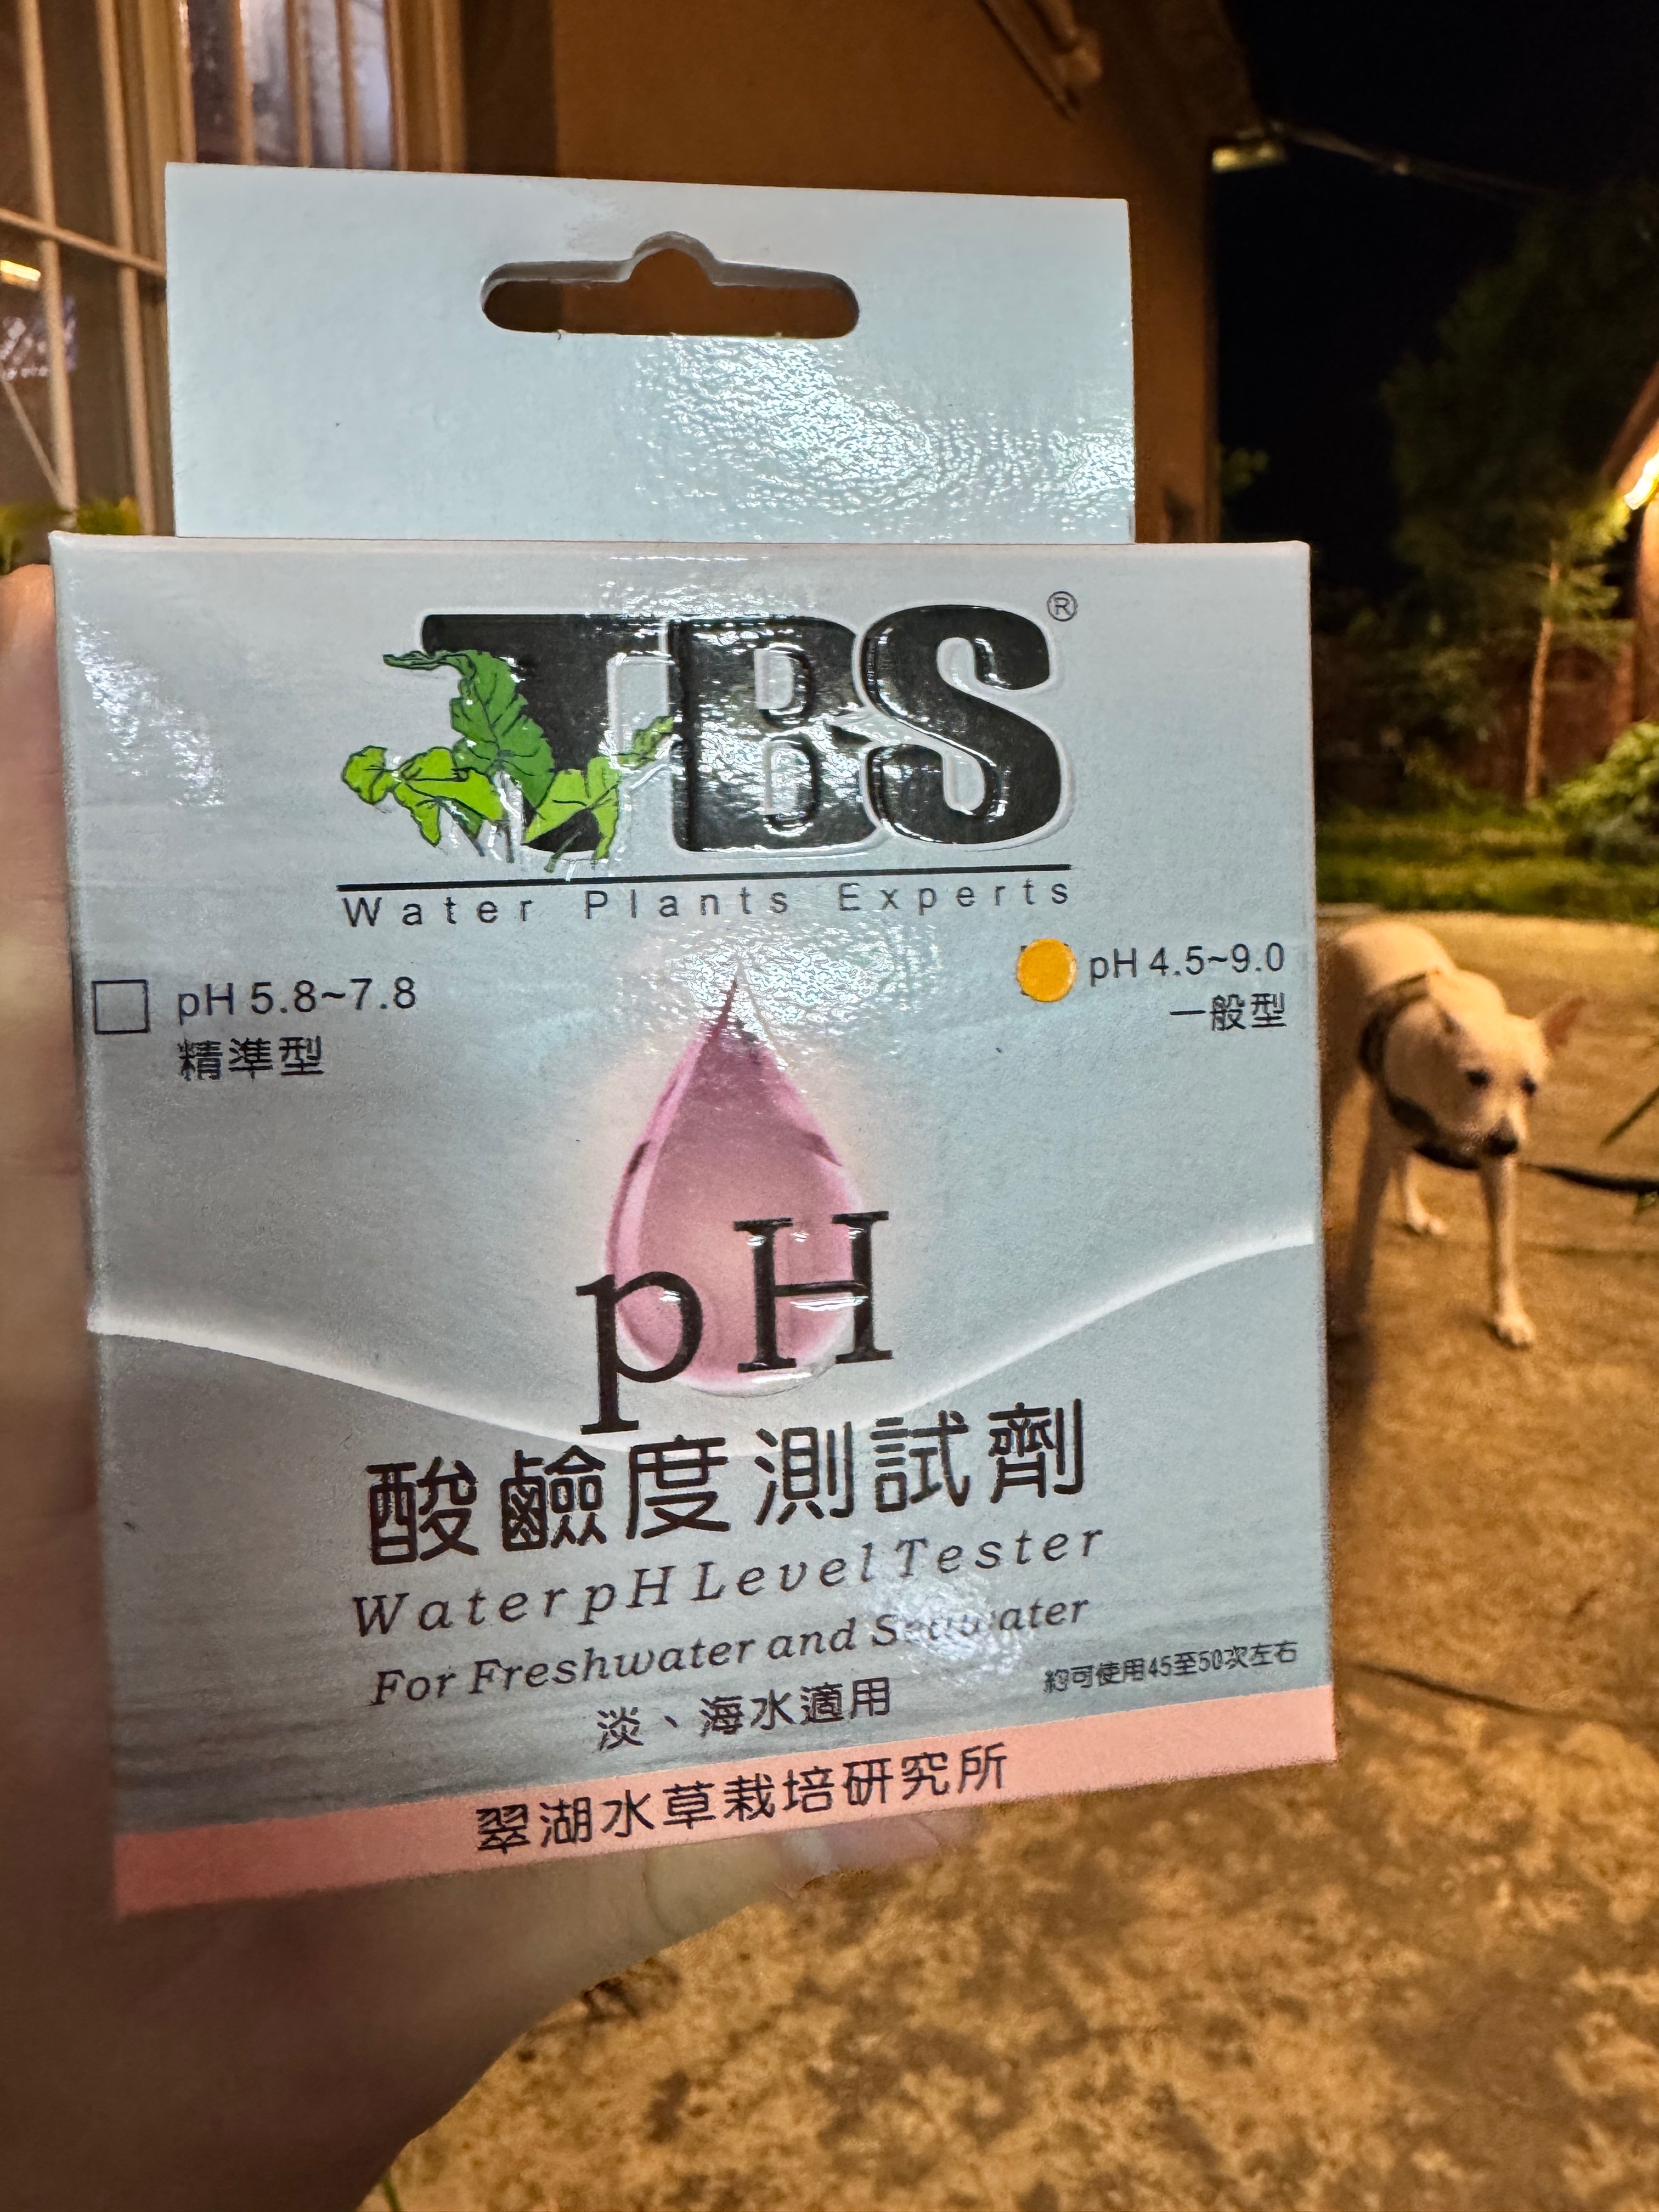 TBS®
Water Plants Experts
pH 5.8~7.8
精準型
pH 4.5~9.0
一般型
pH
酸鹼度測試劑
Water pH Level Tester
For Freshwater and Seawater
淡、海水適用
約可使用45至50次左右
翠湖水草栽培研究所